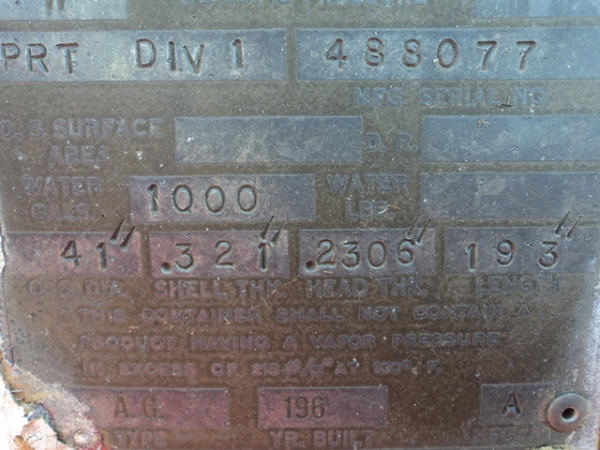 W
PRT DIV 1 488077
MFG. SERIAL NO.
O. S. SURFACE AREA D. R.
WATER GALS. 1000 WATER LBS.
41" .321" .2306" 193"
O. S. DIA. SHELL THK. HEAD THK. LENGTH
THIS CONTAINER SHALL NOT CONTAIN A
PRODUCT HAVING A VAPOR PRESSURE
IN EXCESS OF AT 100° F.
A.G. 196 A
TYPE YR. BUILT